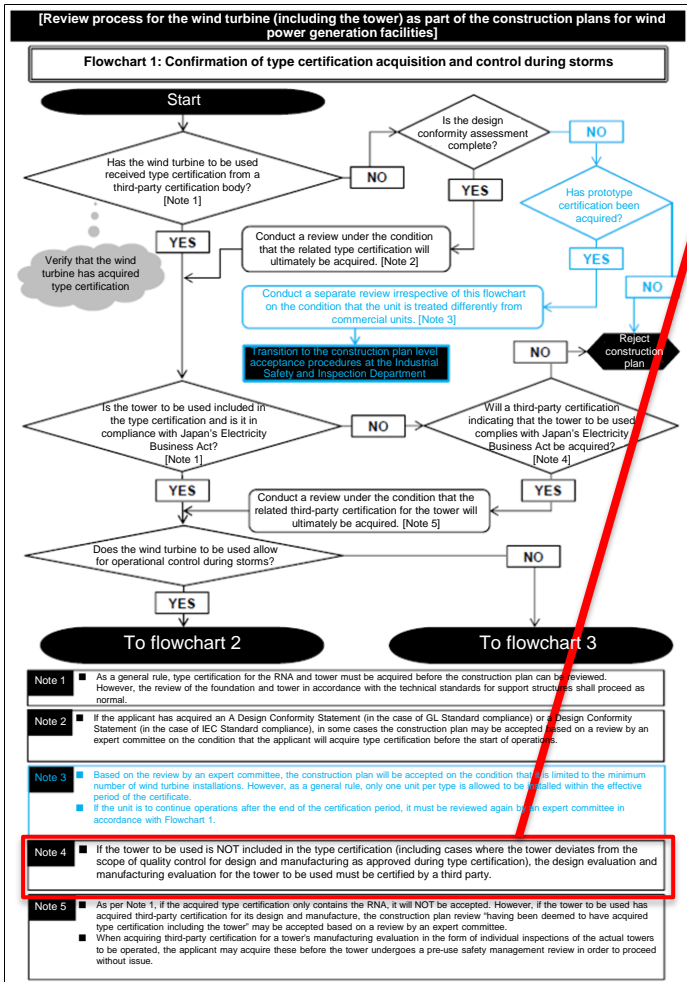 [Review process for the wind turbine (including the tower) as part of the construction plans for wind
power generation facilities]
Flowchart 1: Confirmation of type certification acquisition and control during storms
Start
Is the design
conformity assessment
complete?
NO
Has the wind turbine to be used
received type certification from a
third-party certification body?
[Note 1]
NO
YES
Has prototype
certification been
acquired?
YES
Verify that the wind
turbine has acquired
type certification
Conduct a review under the condition
that the related type certification will
ultimately be acquired. [Note 2]
YES
NO
Conduct a separate review irrespective of this flowchart
on the condition that the unit is treated differently from
commercial units. [Note 3]
Transition to the construction plan level
acceptance procedures at the Industrial
Safety and Inspection Department
NO
Reject
construction
plan
Is the tower to be used included in
the type certification and is it in
compliance with Japan's Electricity
Business Act?
[Note 1]
NO
Will a third-party certification
indicating that the tower to be used
complies with Japan's Electricity
Business Act be acquired?
[Note 4]
YES
YES
Conduct a review under the condition that the
related third-party certification for the tower will
ultimately be acquired. [Note 5]
Does the wind turbine to be used allow
for operational control during storms?
NO
YES
To flowchart 2
To flowchart 3
Note 1
■ As a general rule, type certification for the RNA and tower must be acquired before the construction plan can be reviewed.
However, the review of the foundation and tower in accordance with the technical standards for support structures shall proceed as
normal.
Note 2
■ If the applicant has acquired an A Design Conformity Statement (in the case of GL Standard compliance) or a Design Conformity
Statement (in the case of IEC Standard compliance), in some cases the construction plan may be accepted based on a review by an
expert committee on the condition that the applicant will acquire type certification before the start of operations.
Note 3
■ Based on the review by an expert committee, the construction plan will be accepted on the condition that it is limited to the minimum
number of wind turbine installations. However, as a general rule, only one unit per type is allowed to be installed within the effective
period of the certificate.
■ If the unit is to continue operations after the end of the certification period, it must be reviewed again by an expert committee in
accordance with Flowchart 1.
Note 4
■ If the tower to be used is NOT included in the type certification (including cases where the tower deviates from the
scope of quality control for design and manufacturing as approved during type certification), the design evaluation and
manufacturing evaluation for the tower to be used must be certified by a third party.
Note 5
■ As per Note 1, if the acquired type certification only contains the RNA, it will NOT be accepted. However, if the tower to be used has
acquired third-party certification for its design and manufacture, the construction plan review "having been deemed to have acquired
type certification including the tower" may be accepted based on a review by an expert committee.
■ When acquiring third-party certification for a tower's manufacturing evaluation in the form of individual inspections of the actual towers
to be operated, the applicant may acquire these before the tower undergoes a pre-use safety management review in order to proceed
without issue.